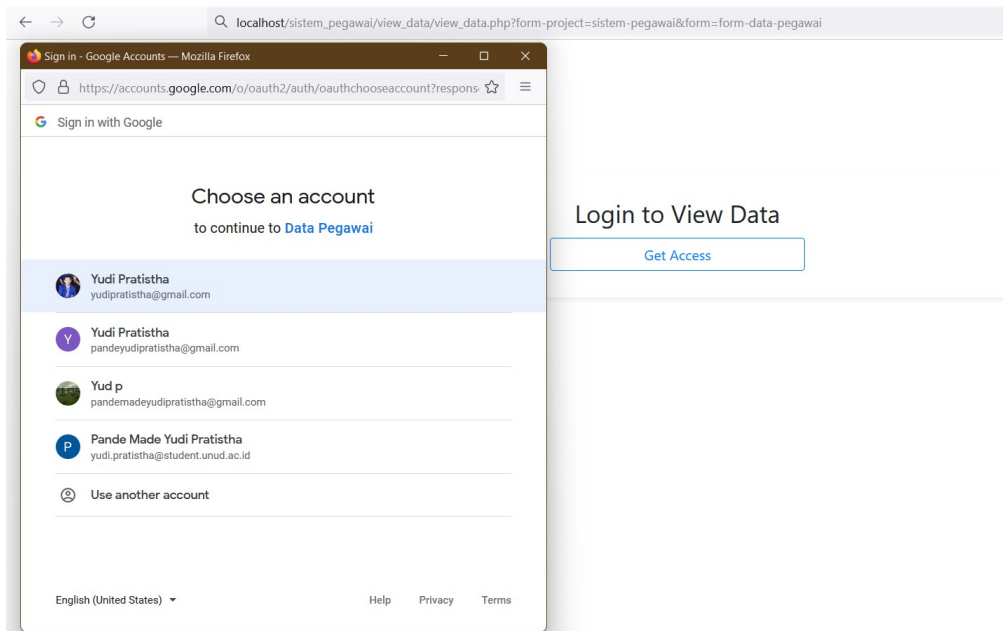 localhost/sistem_pegawai/view_data/view_data.php?form-project=sistem-pegawai&form=form-data-pegawai
Sign in - Google Accounts — Mozilla Firefox
https://accounts.google.com/o/oauth2/auth/oauthchooseaccount?respons
G Sign in with Google
Choose an account
to continue to Data Pegawai
Yudi Pratistha
yudipratistha@gmail.com
Y
Yudi Pratistha
pandeyudipratistha@gmail.com
Yud p
pandemadeyudipratistha@gmail.com
P
Pande Made Yudi Pratistha
yudi.pratistha@student.unud.ac.id
Use another account
English (United States)
Help Privacy Terms
Login to View Data
Get Access